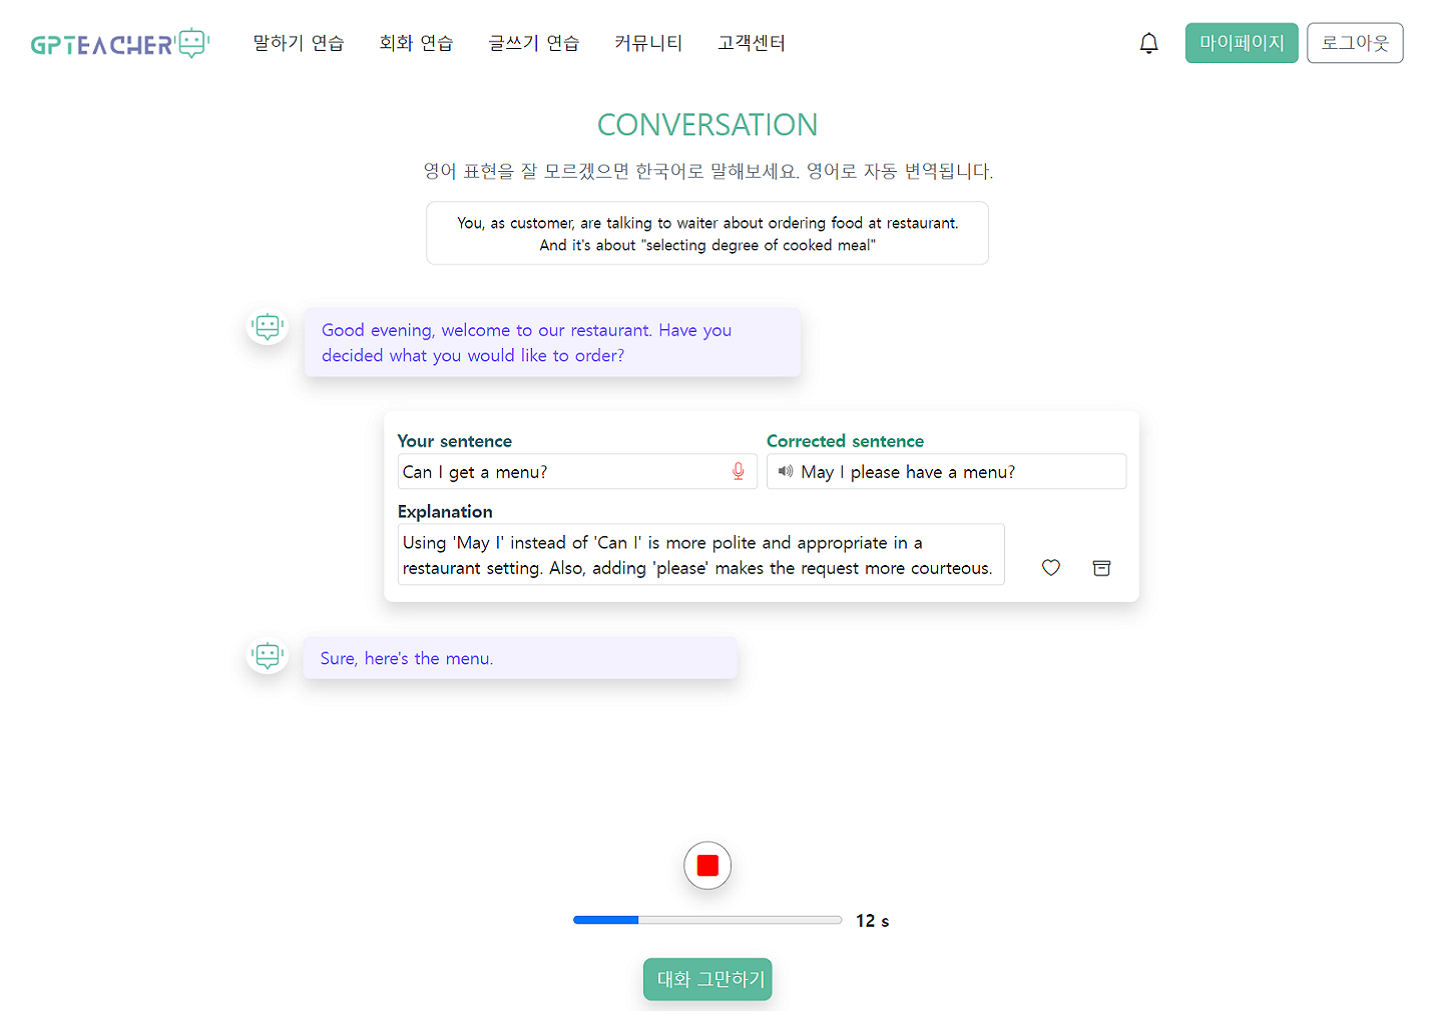 GPTEACHER
말하기 연습
회화 연습
글쓰기 연습
커뮤니티
고객센터
마이페이지
로그아웃
CONVERSATION
영어 표현을 잘 모르겠으면 한국어로 말해보세요. 영어로 자동 변역됩니다.
You, as customer, are talking to waiter about ordering food at restaurant.
And it's about "selecting degree of cooked meal"
Good evening, welcome to our restaurant. Have you
decided what you would like to order?
Your sentence
Can I get a menu?
Corrected sentence
May I please have a menu?
Explanation
Using 'May I' instead of 'Can I' is more polite and appropriate in a
restaurant setting. Also, adding 'please' makes the request more courteous.
Sure, here's the menu.
12 s
대화 그만하기